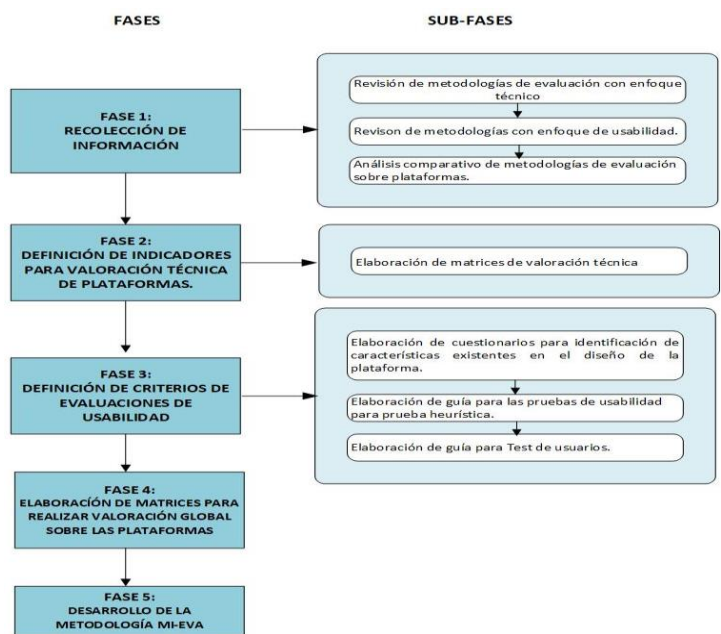 FASES
SUB-FASES
FASE 1:
RECOLECCIÓN DE
INFORMACIÓN
Revisión de metodologías de evaluación con enfoque
técnico
Revison de metodologías con enfoque de usabilidad.
Análisis comparativo de metodologías de evaluación
sobre plataformas.
FASE 2:
DEFINICIÓN DE INDICADORES
PARA VALORACIÓN TÉCNICA
DE PLATAFORMAS.
Elaboración de matrices de valoración técnica
FASE 3:
DEFINICIÓN DE CRITERIOS DE
EVALUACIONES DE
USABILIDAD
Elaboración de cuestionarios para identificación de
características existentes en el diseño de la
plataforma.
Elaboración de guía para las pruebas de usabilidad
para prueba heurística.
Elaboración de guía para Test de usuarios.
FASE 4:
ELABORACÍÓN DE MATRICES PARA
REALIZAR VALORACIÓN GLOBAL
SOBRE LAS PLATAFORMAS
FASE 5:
DESARROLLO DE LA
METODOLOGÍA MI-EVA